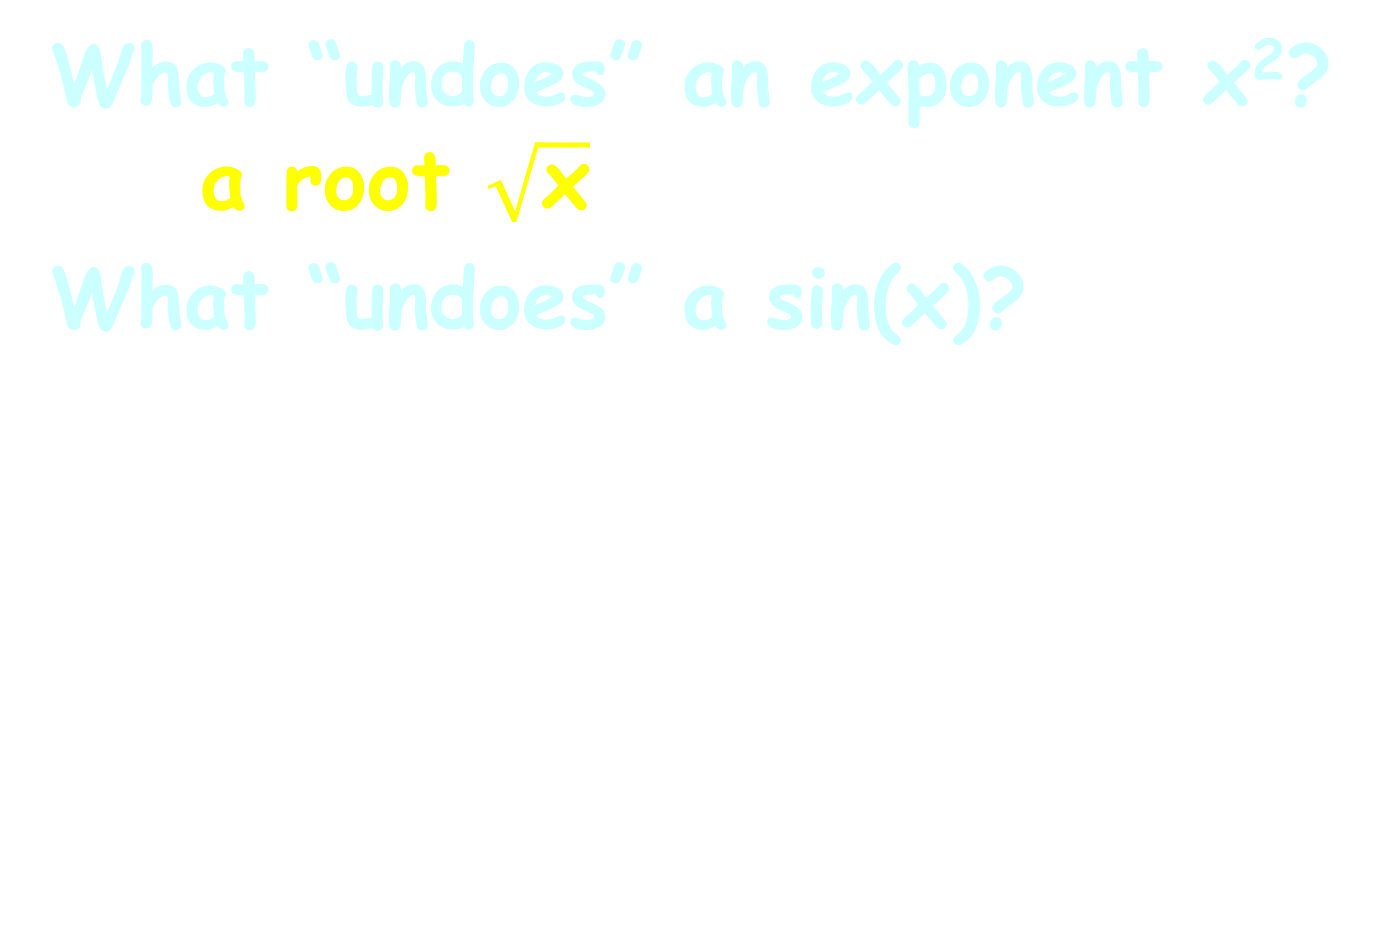 What “undoes” an exponent x²?
a root √x
What “undoes” a sin(x)?